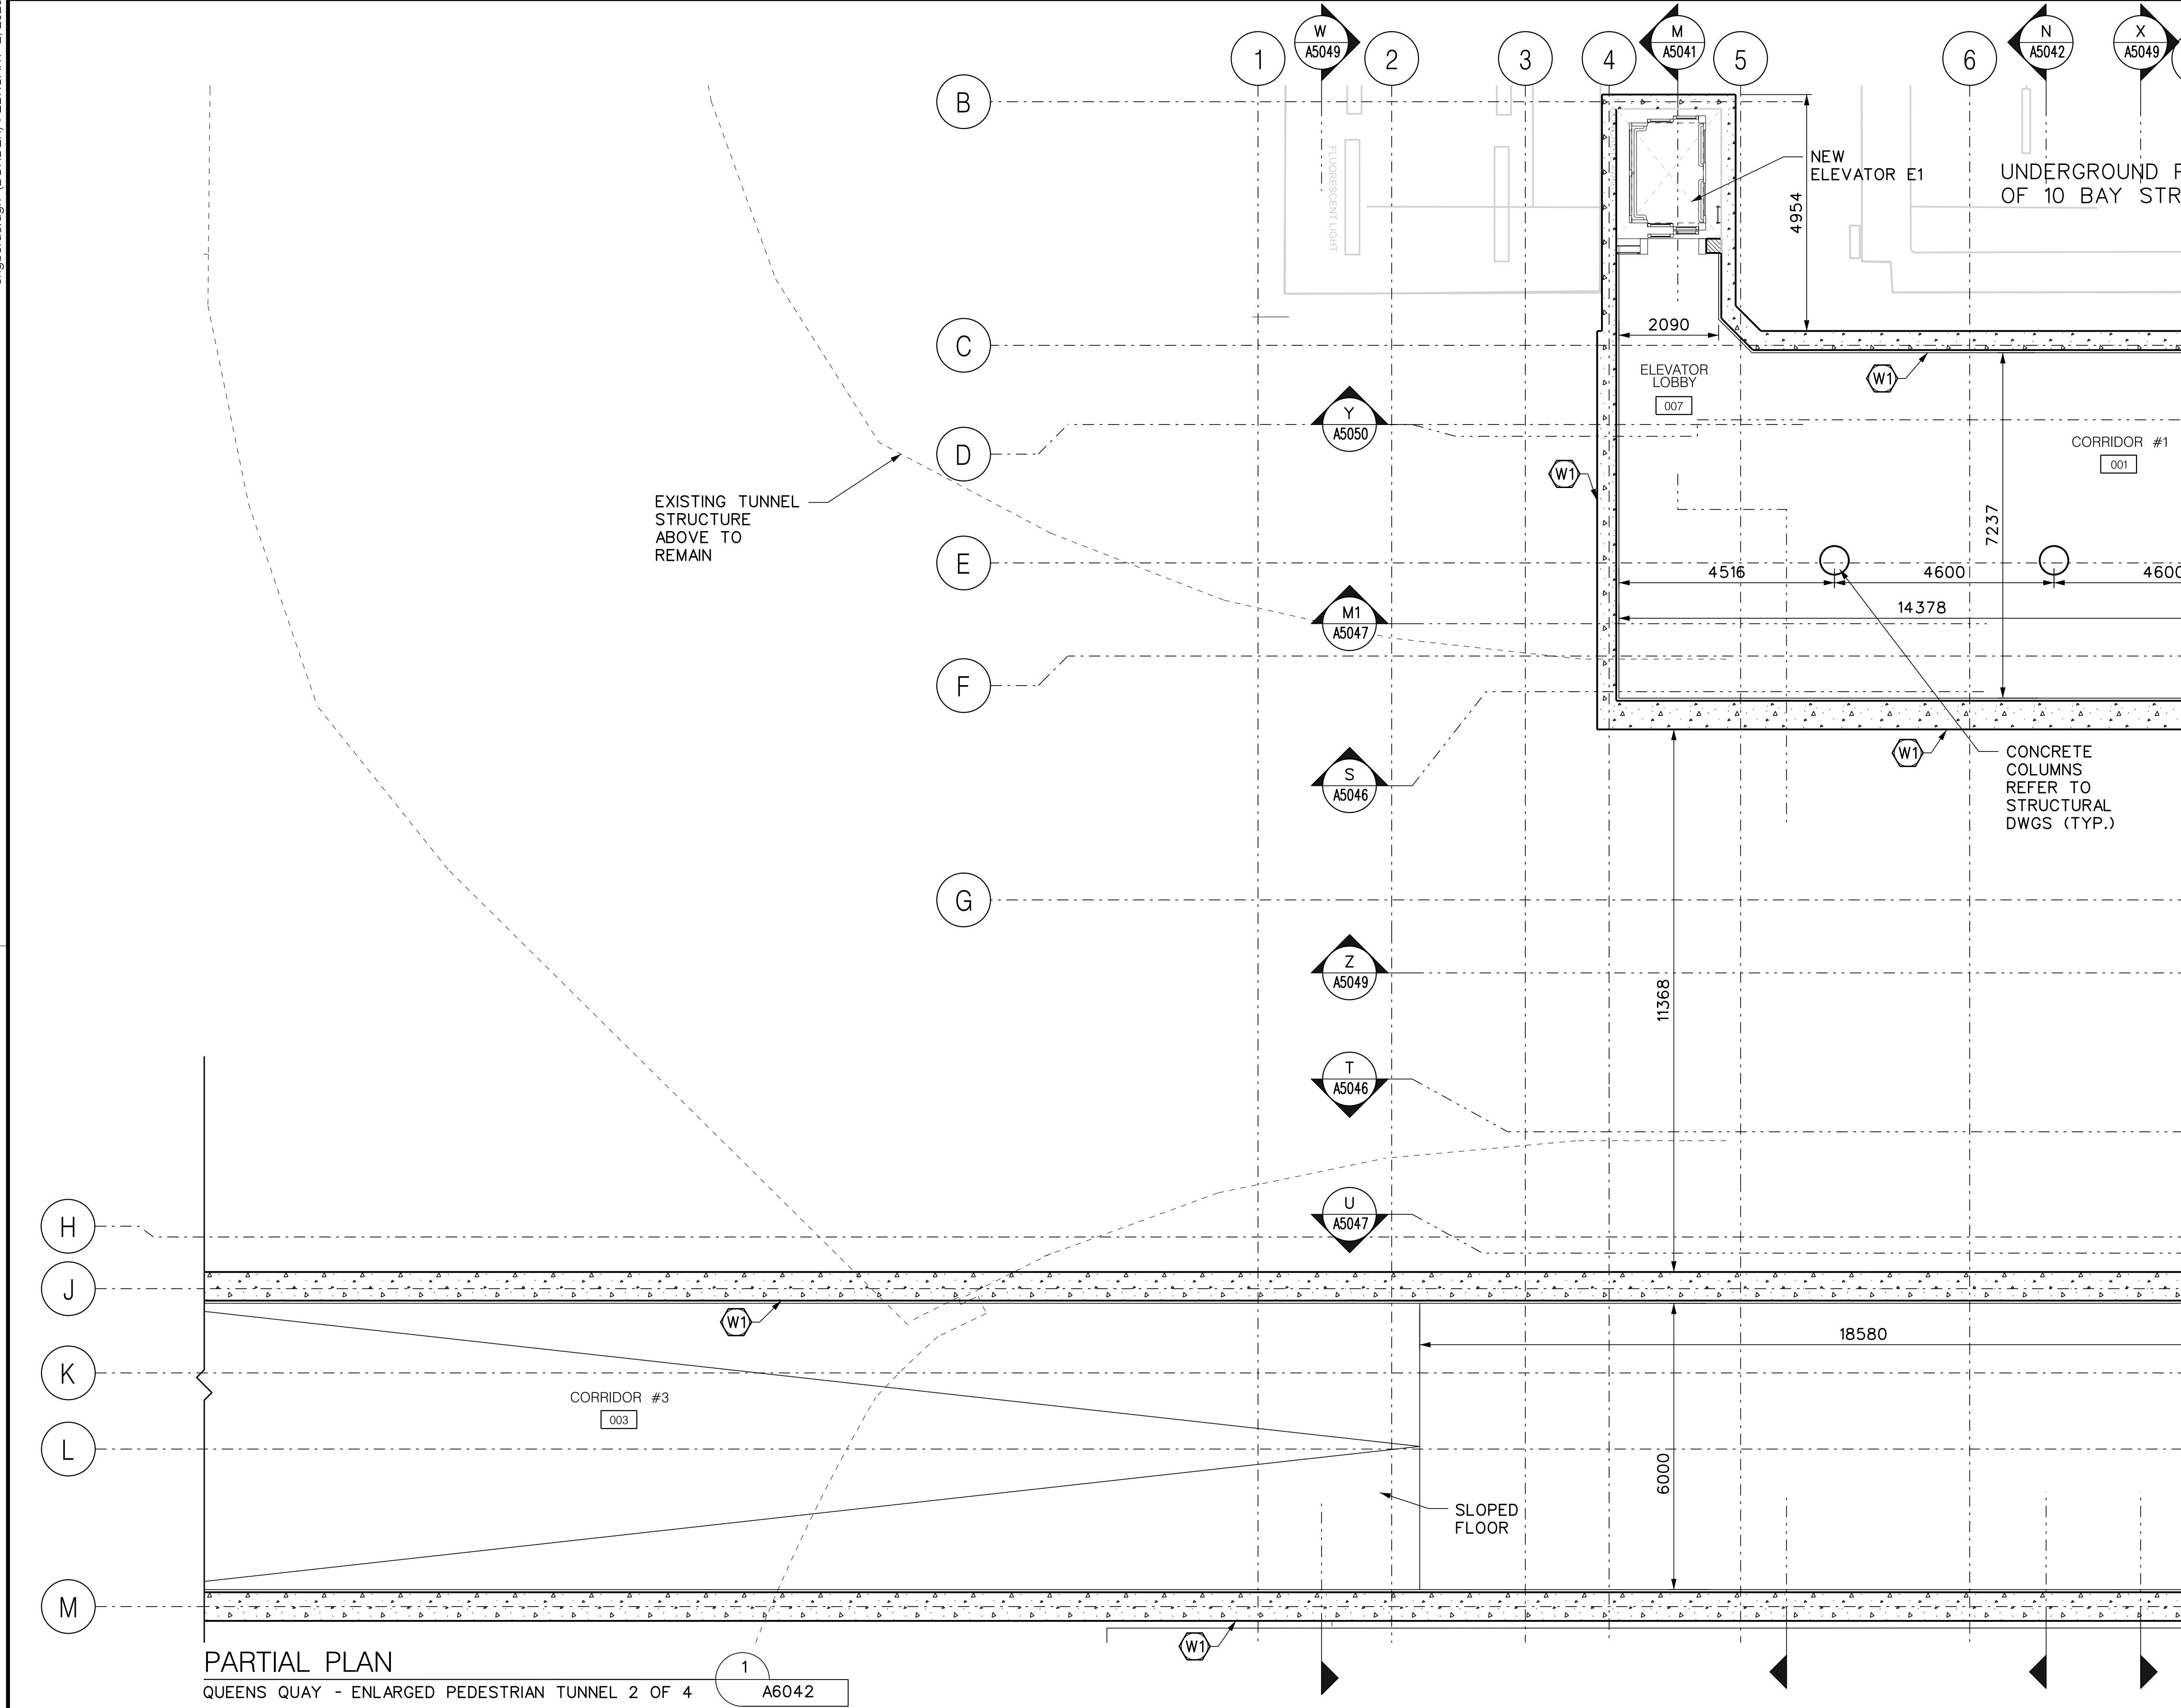 1
W
A5049
2
3
4
M
A5041
5
6
N
A5042
X
A5049
B
FLUORESCENT LIGHT
NEW
ELEVATOR E1
UNDERGROUND
OF 10 BAY
4954
C
2090
ELEVATOR
LOBBY
007
W1
Y
A5050
D
CORRIDOR #1
001
W1
EXISTING TUNNEL
STRUCTURE
ABOVE TO
REMAIN
7237
E
4516
4600
4600
14378
M1
A5047
F
S
A5046
W1
CONCRETE
COLUMNS
REFER TO
STRUCTURAL
DWGS (TYP.)
G
Z
A5049
11368
T
A5046
U
A5047
H
J
W1
18580
K
CORRIDOR #3
003
L
6000
SLOPED
FLOOR
M
W1
PARTIAL PLAN
1
QUEENS QUAY - ENLARGED PEDESTRIAN TUNNEL 2 OF 4
A6042